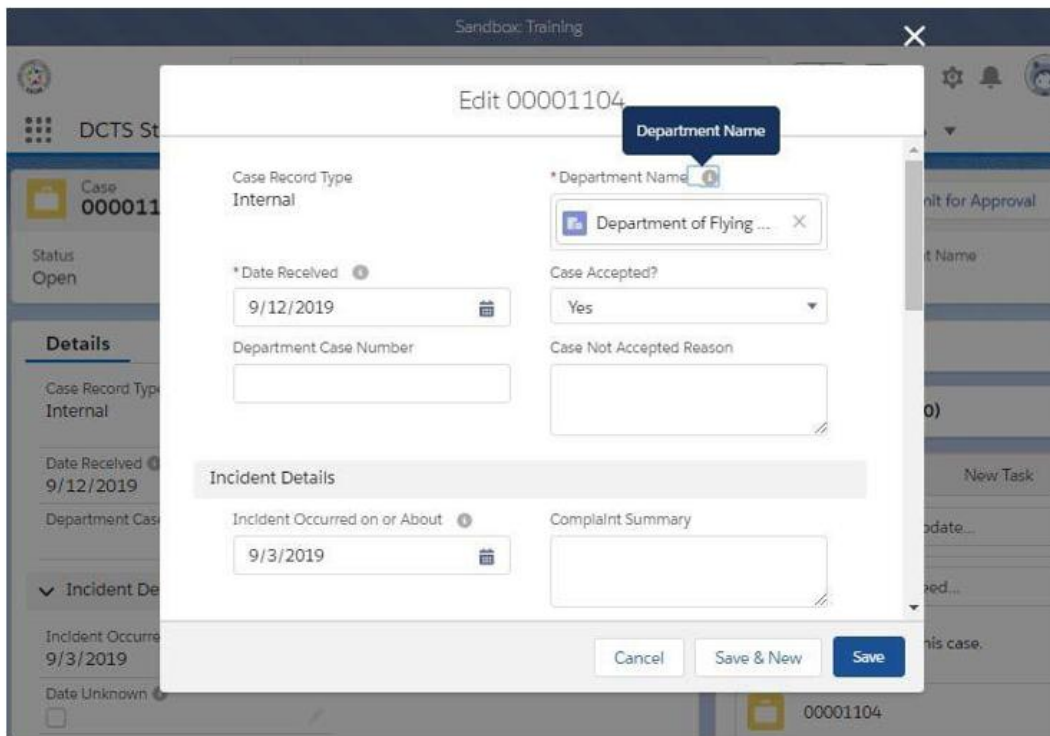 Sandbox: Training
Edit 00001104
Department Name
DCTS St
Case
000011
Status
Open
Details
Case Record Typ
Internal
Date Received
9/12/2019
Department Cas
Incident De
Incident Occurre
9/3/2019
Date Unknown
Case Record Type
Internal
* Department Name
Department of Flying ...
* Date Received
9/12/2019
Case Accepted?
Yes
Department Case Number
Case Not Accepted Reason
Incident Details
Incident Occurred on or About
9/3/2019
Complaint Summary
Cancel
Save & New
Save
nit for Approval
t Name
0)
New Task
pdate...
eed...
his case.
00001104